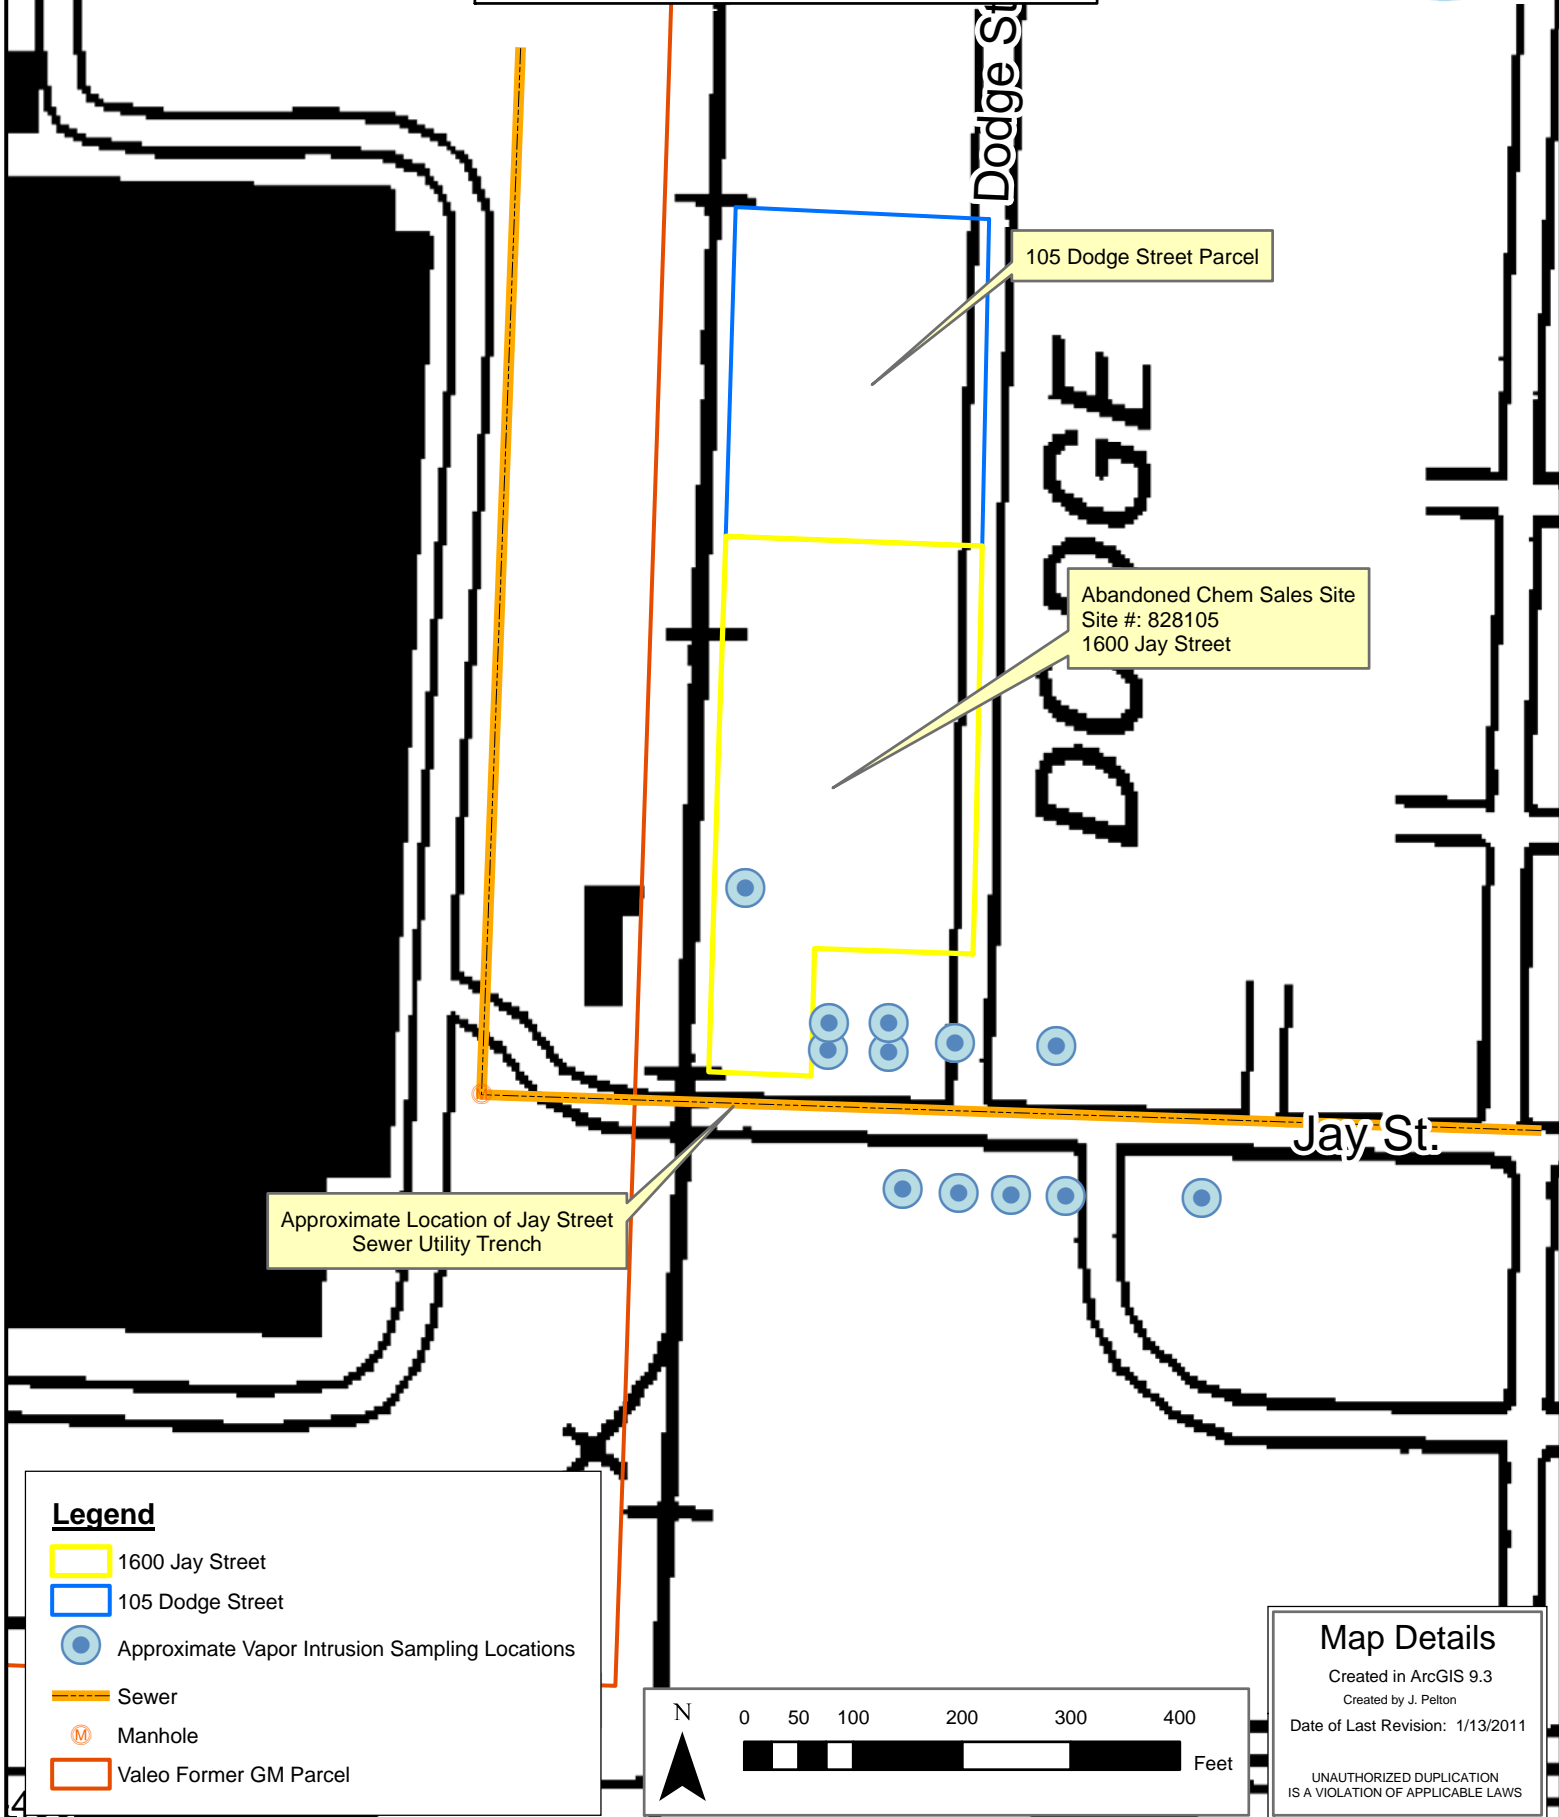 Dodge St
105 Dodge Street Parcel
DODGE
Abandoned Chem Sales Site
Site #: 828105
1600 Jay Street
Jay St.
Approximate Location of Jay Street
Sewer Utility Trench
Legend
1600 Jay Street
105 Dodge Street
Approximate Vapor Intrusion Sampling Locations
Sewer
M Manhole
Valeo Former GM Parcel
N
0 50 100 200 300 400
Feet
Map Details
Created in ArcGIS 9.3
Created by J. Pelton
Date of Last Revision: 1/13/2011
UNAUTHORIZED DUPLICATION
IS A VIOLATION OF APPLICABLE LAWS